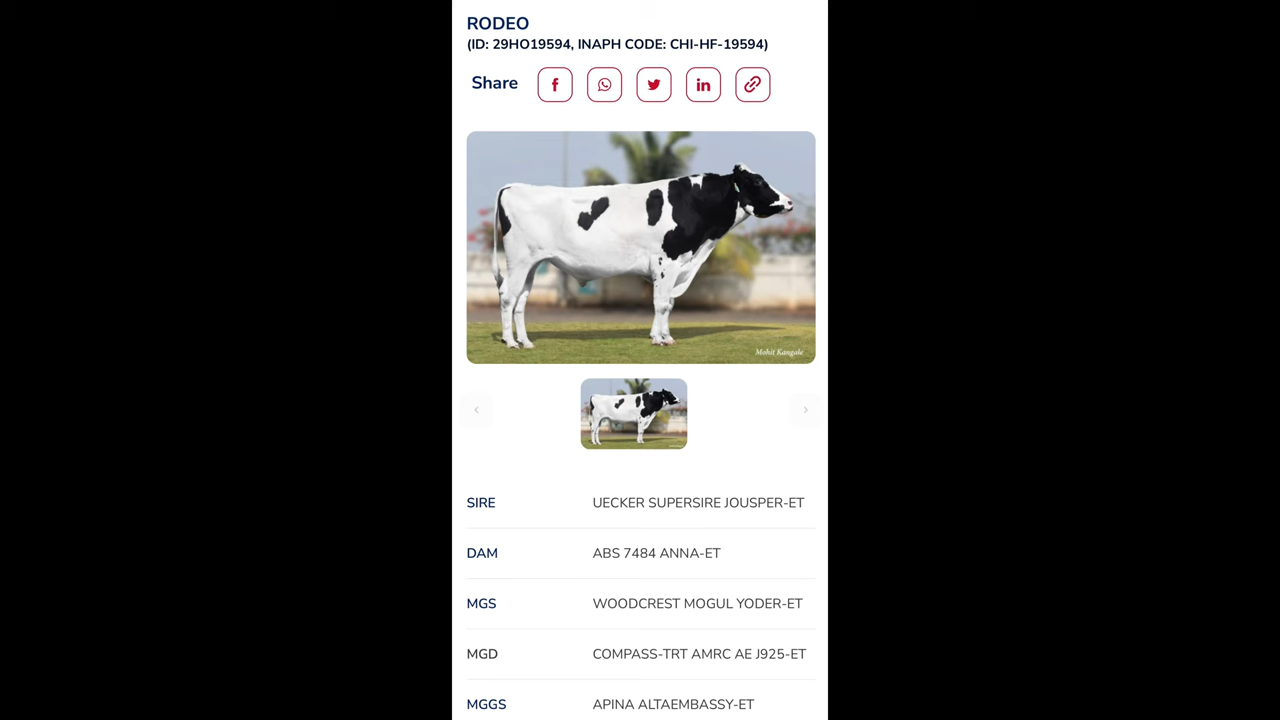 RODEO
(ID: 29HO19594, INAPH CODE: CHI-HF-19594)
Share
Mohit Kangale
SIRE UECKER SUPERSIRE JOUSPER-ET
DAM ABS 7484 ANNA-ET
MGS WOODCREST MOGUL YODER-ET
MGD COMPASS-TRT AMRC AE J925-ET
MGGS APINA ALTAEMBASSY-ET